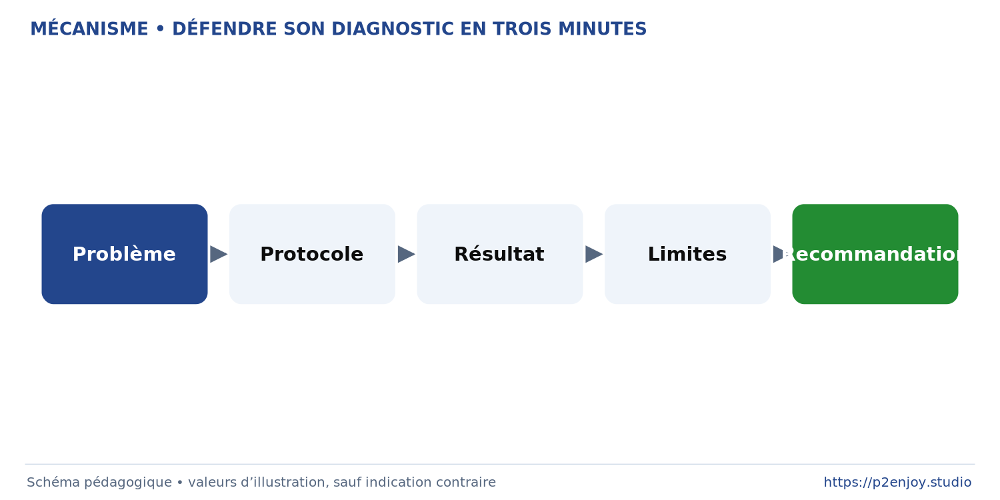 MÉCANISME • DÉFENDRE SON DIAGNOSTIC EN TROIS MINUTES
Problème
Protocole
Résultat
Limites
Recommandation
Schéma pédagogique • valeurs d’illustration, sauf indication contraire
https://p2enjoy.studio